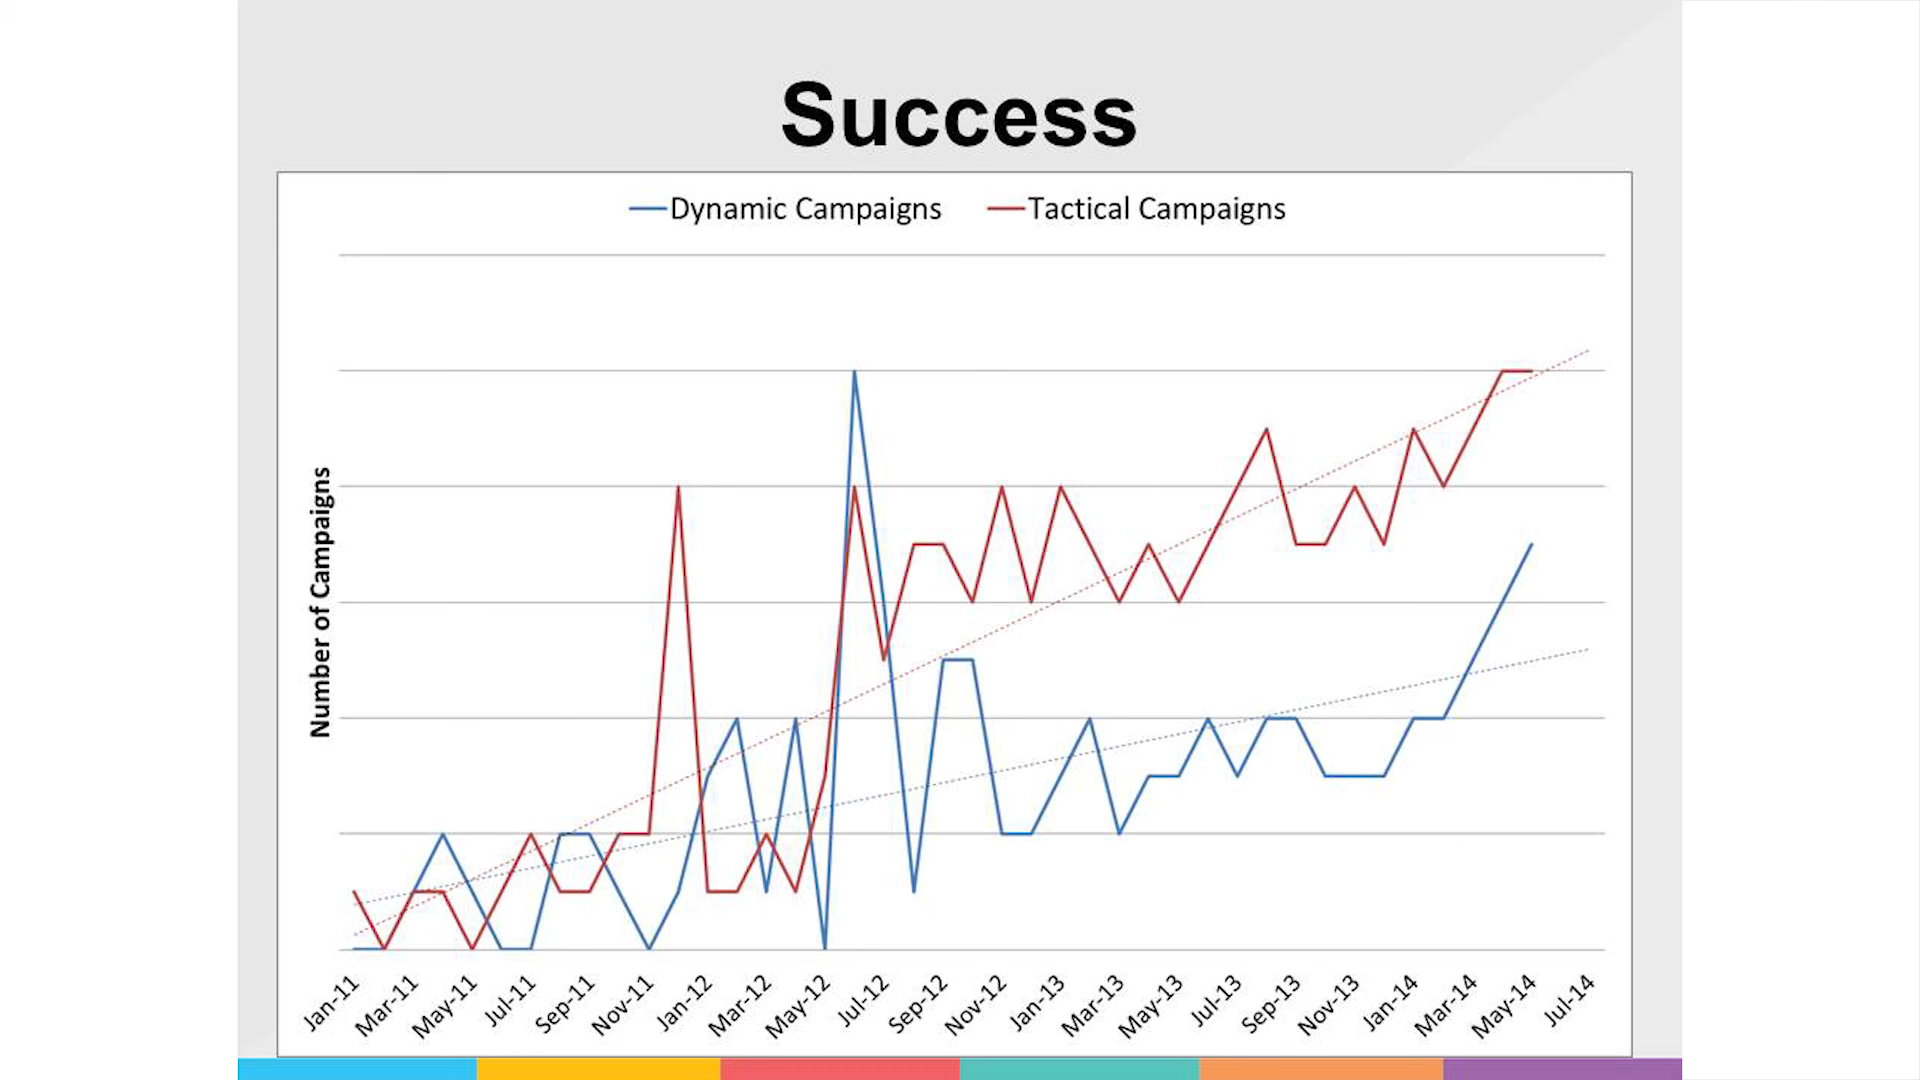 Success
Dynamic Campaigns
Tactical Campaigns
Number of Campaigns
Jan-11
Mar-11
May-11
Jul-11
Sep-11
Nov-11
Jan-12
Mar-12
May-12
Jul-12
Sep-12
Nov-12
Jan-13
Mar-13
May-13
Jul-13
Sep-13
Nov-13
Jan-14
Mar-14
May-14
Jul-14